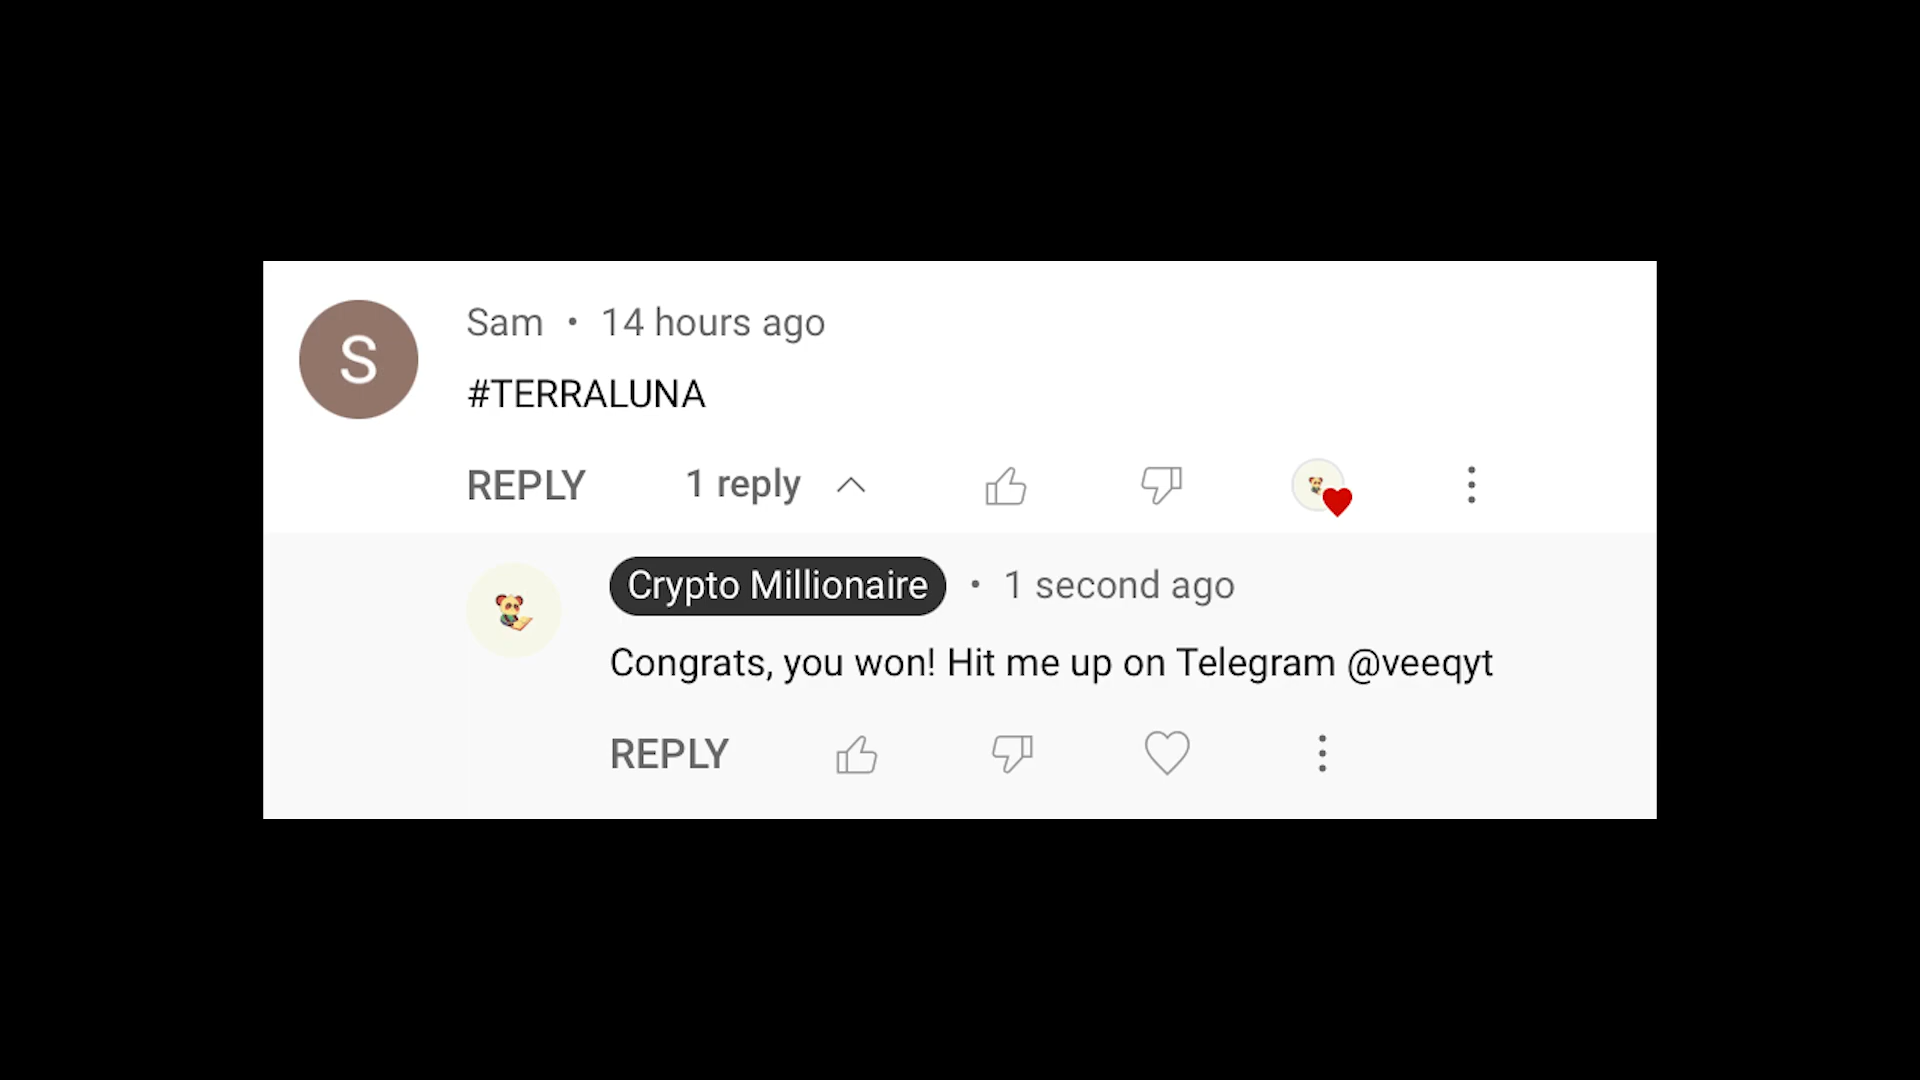 S
Sam • 14 hours ago
#TERRALUNA
REPLY 1 reply
Crypto Millionaire • 1 second ago
Congrats, you won! Hit me up on Telegram @veeqyt
REPLY